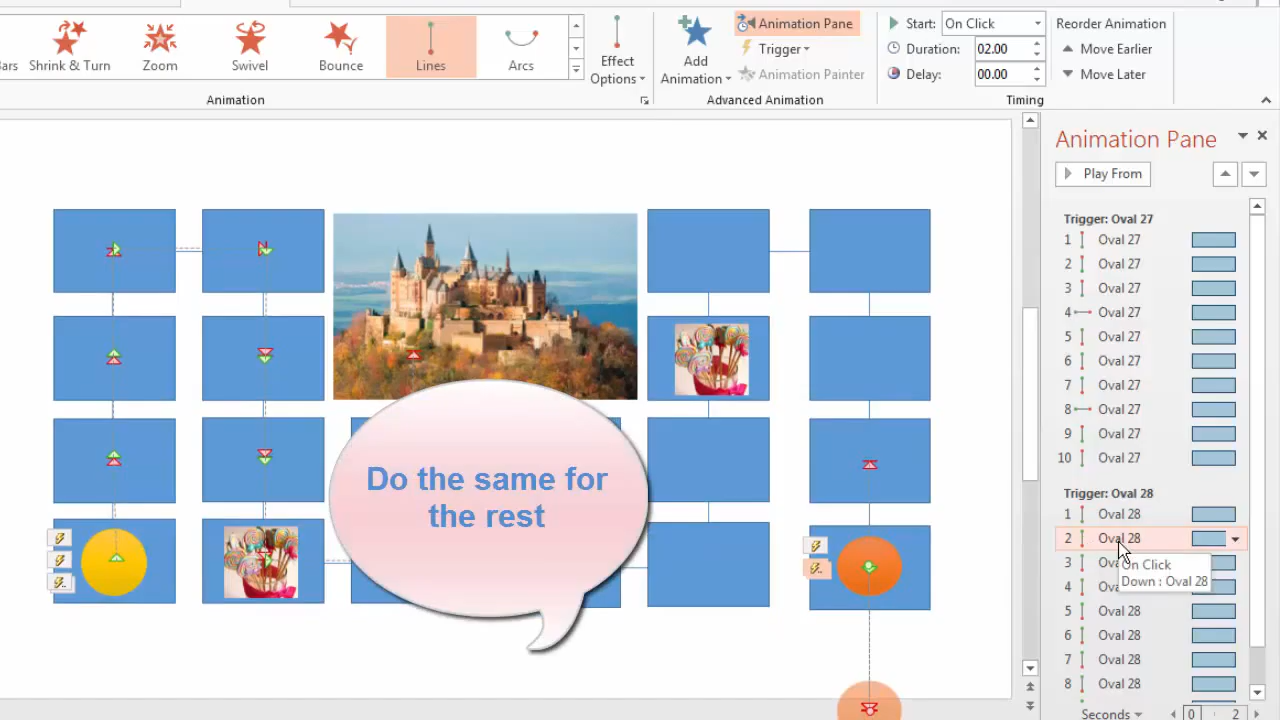 Animation Pane
Start: On Click
Reorder Animation
Trigger
Duration: 02.00
Move Earlier
ars Shrink & Turn Zoom Swivel Bounce Lines Arcs
Effect Options
Add Animation
Animation Painter
Delay: 00.00
Move Later
Animation
Advanced Animation
Timing
Animation Pane
Play From
Trigger: Oval 27
1 Oval 27
2 Oval 27
3 Oval 27
4 Oval 27
5 Oval 27
6 Oval 27
7 Oval 27
8 Oval 27
9 Oval 27
10 Oval 27
Trigger: Oval 28
1 Oval 28
2 Oval 28
3 Ova
On Click
Down : Oval 28
4 Ova
5 Oval 28
6 Oval 28
7 Oval 28
8 Oval 28
Seconds 0 2
Do the same for
the rest